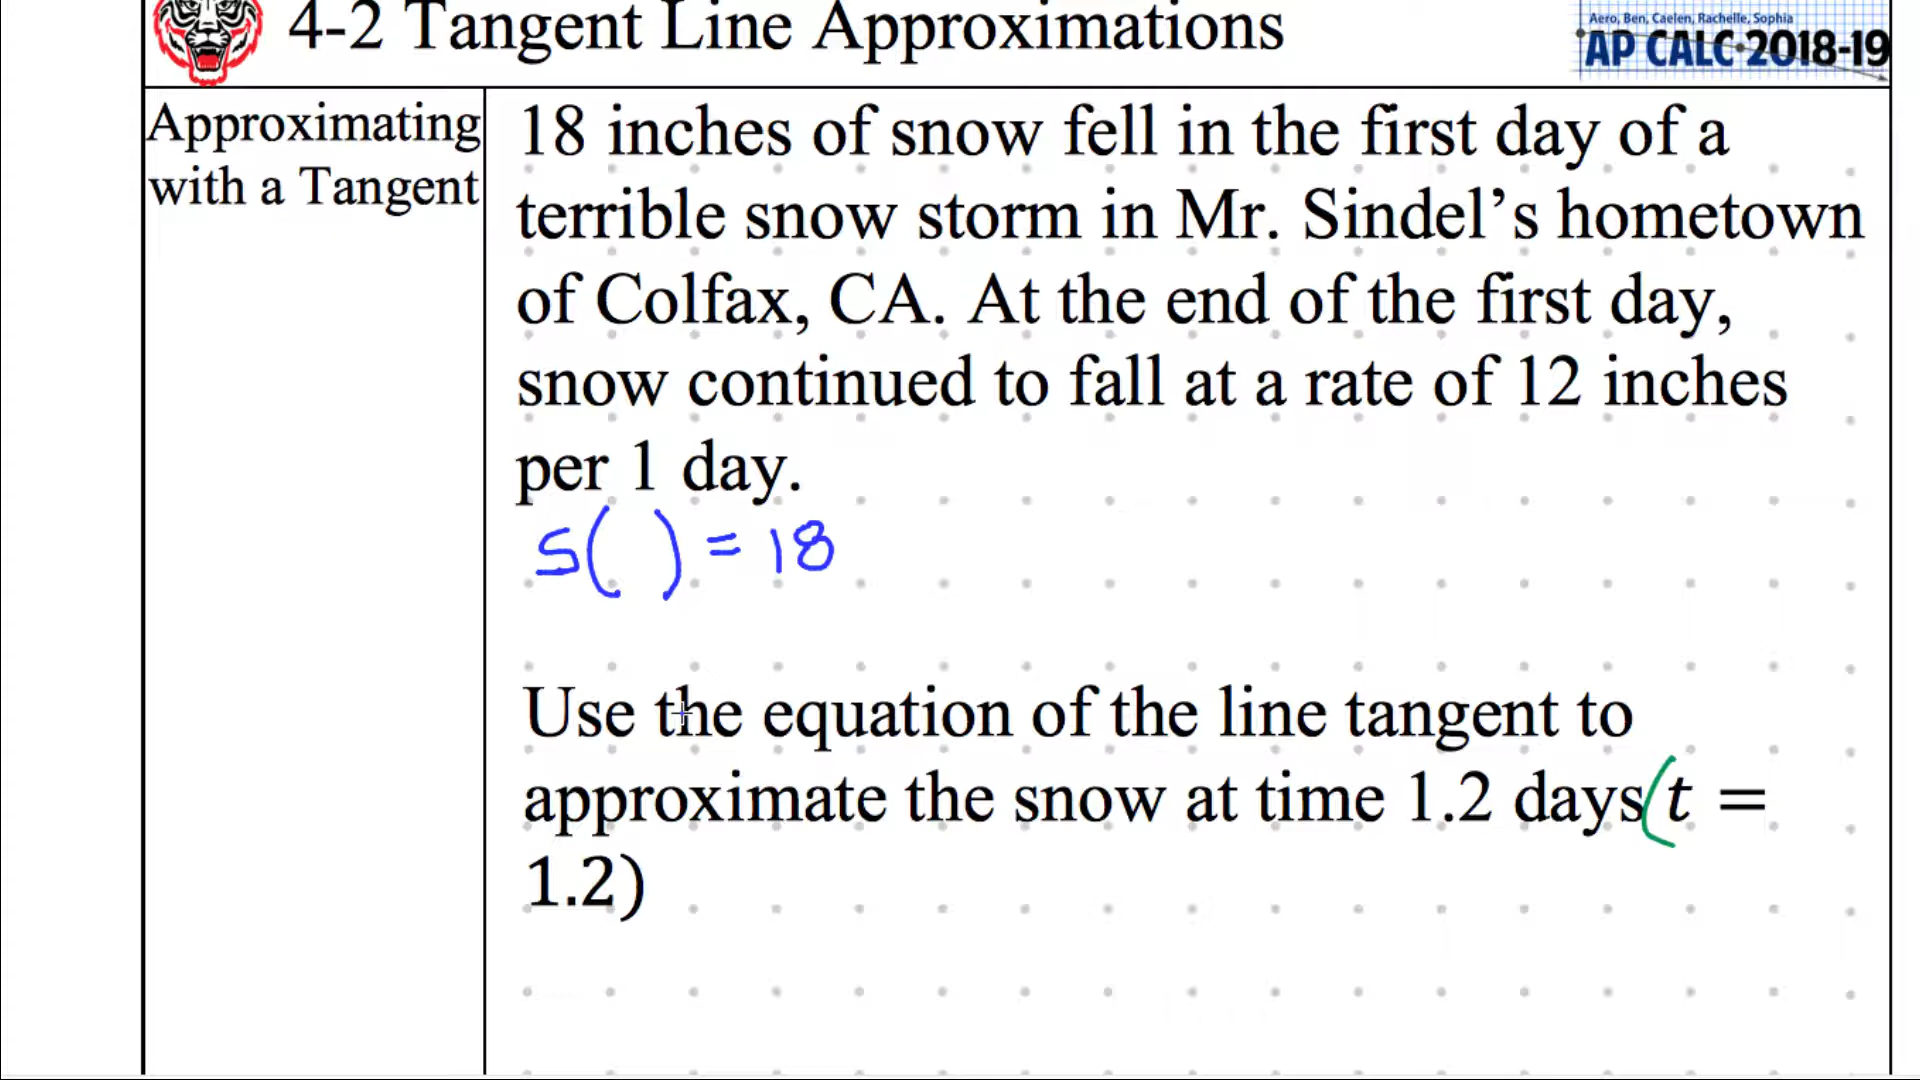 4-2 Tangent Line Approximations
Aero, Ben, Caelen, Rachelle, Sophia
AP CALC 2018-19
Approximating
with a Tangent
18 inches of snow fell in the first day of a
terrible snow storm in Mr. Sindel’s hometown
of Colfax, CA. At the end of the first day,
snow continued to fall at a rate of 12 inches
per 1 day.
S( ) = 18
Use the equation of the line tangent to
approximate the snow at time 1.2 days(t =
1.2)